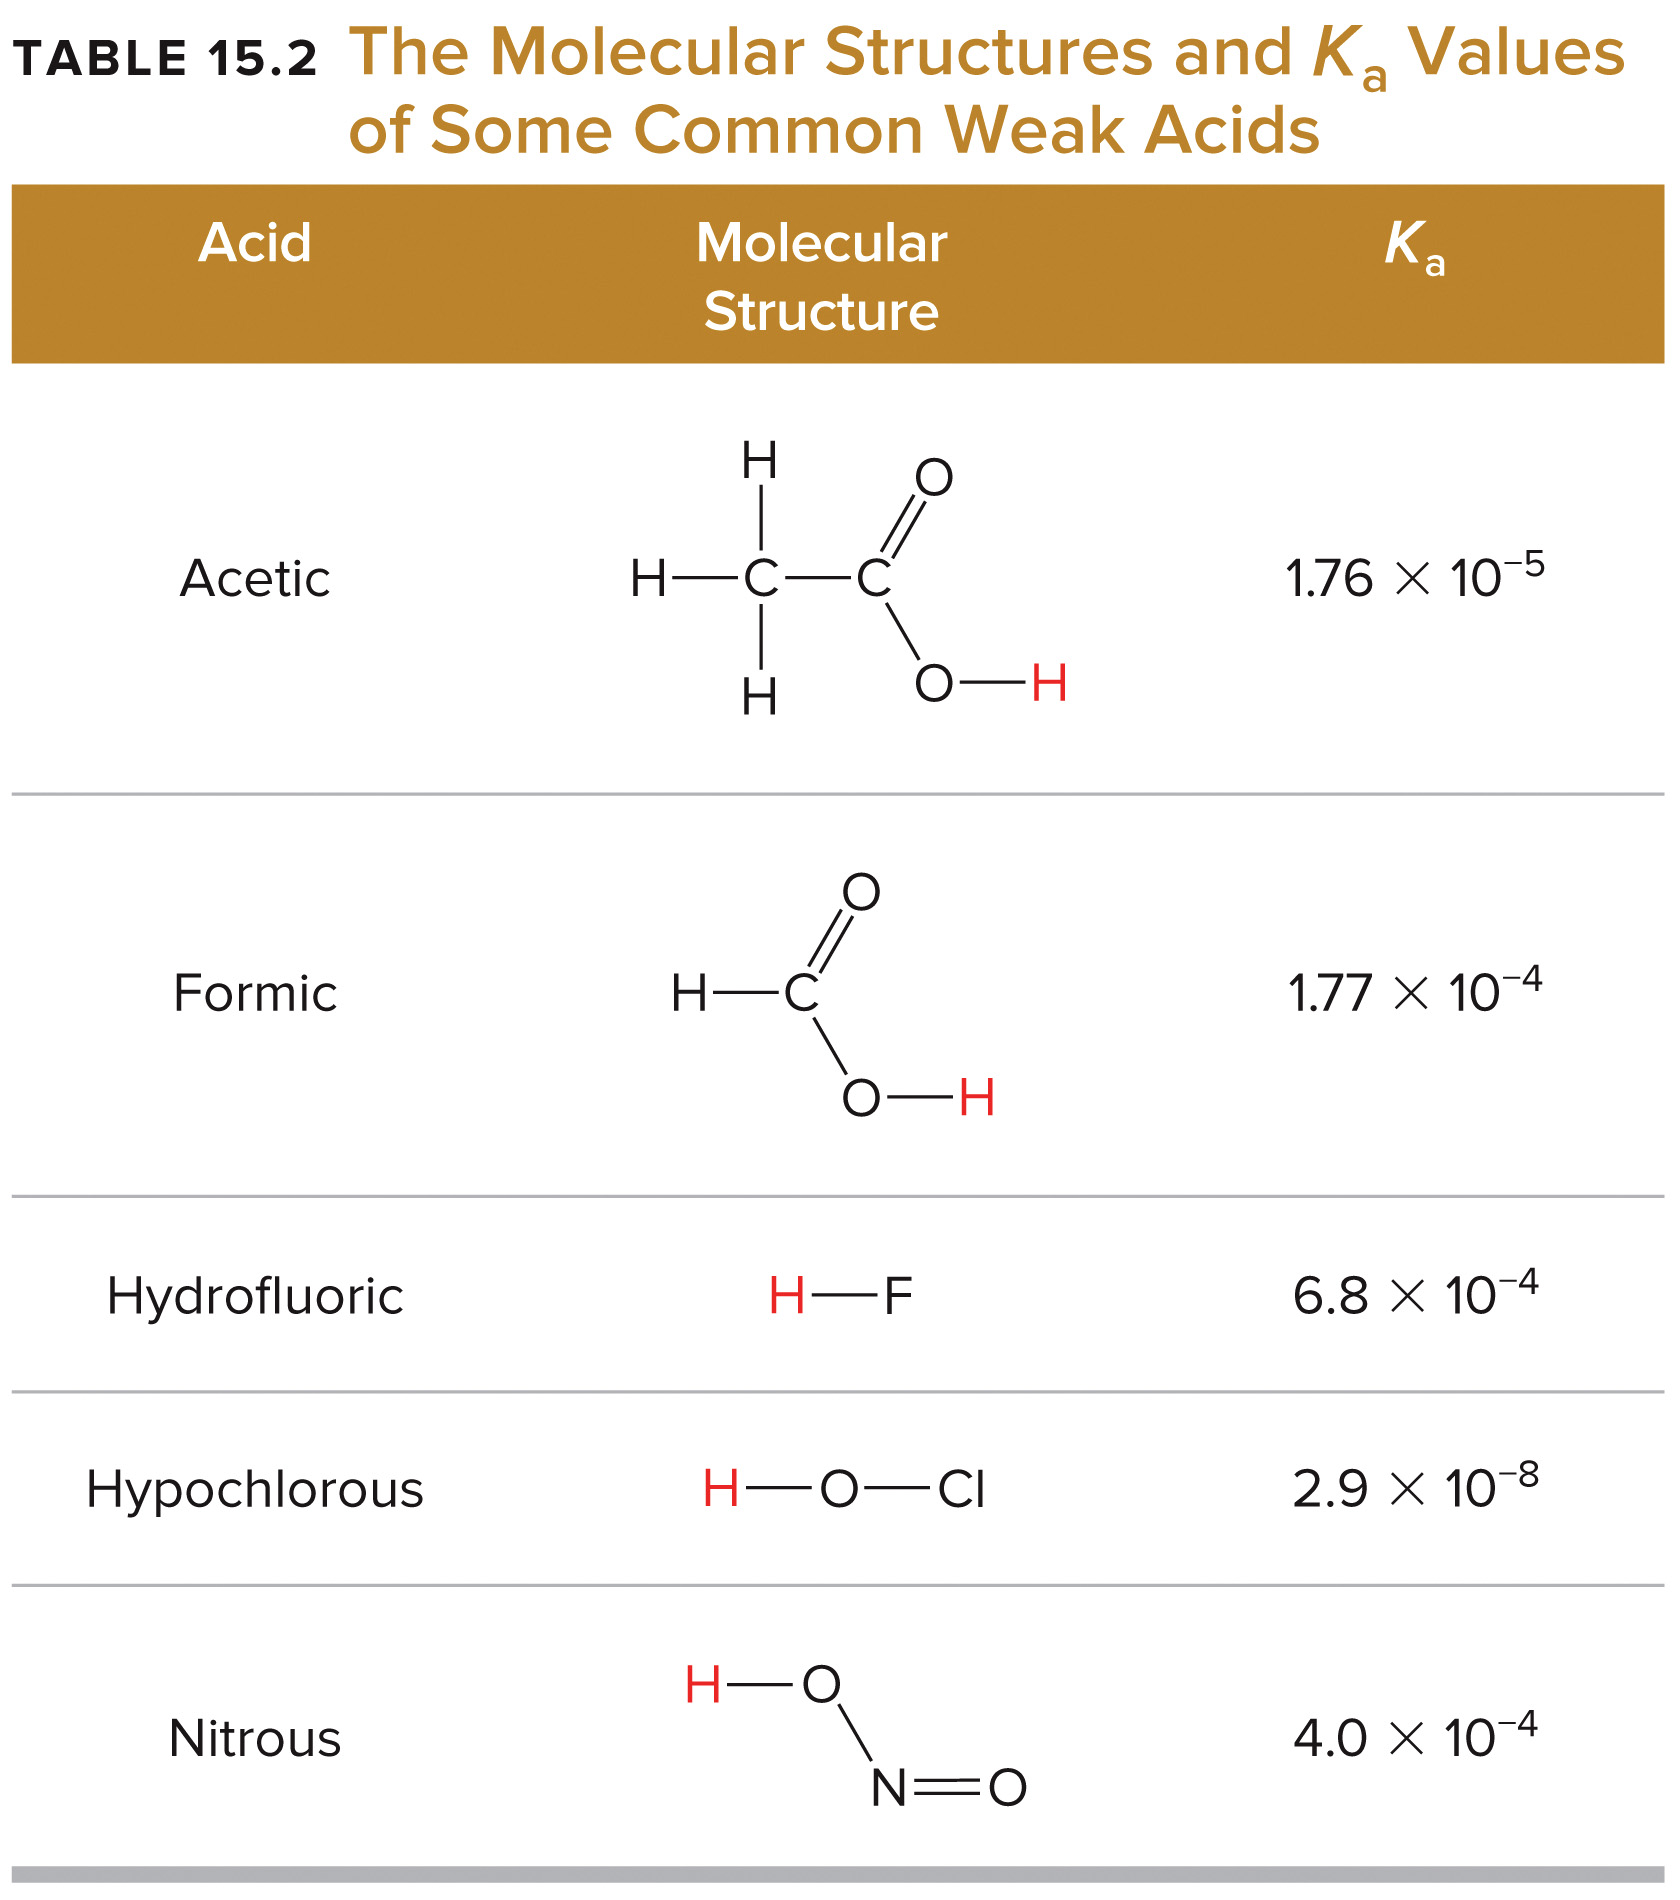 TABLE 15.2 The Molecular Structures and Kₐ Values
of Some Common Weak Acids
Acid Molecular Kₐ
Structure
H O
Acetic H C C 1.76 × 10⁻⁵
H O H
O
Formic H C 1.77 × 10⁻⁴
O H
Hydrofluoric H F 6.8 × 10⁻⁴
Hypochlorous H O Cl 2.9 × 10⁻⁸
H O
Nitrous 4.0 × 10⁻⁴
N O